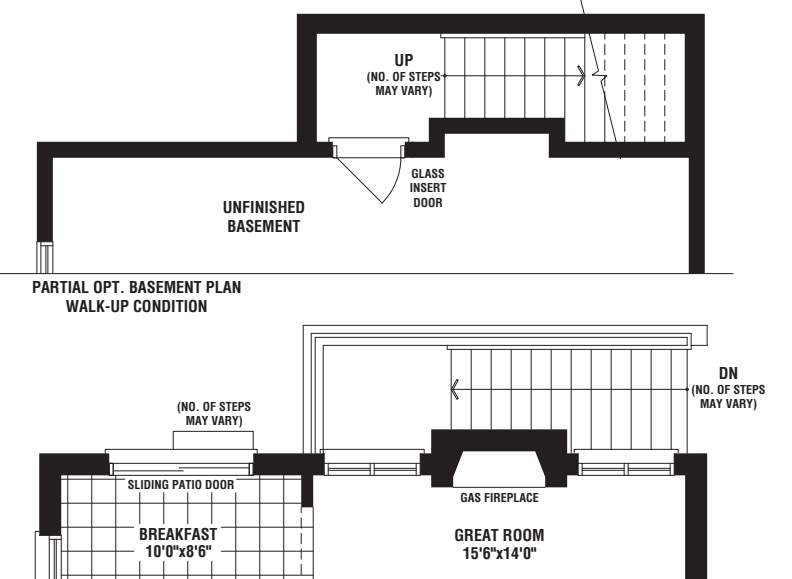 UP
(NO. OF STEPS
MAY VARY)
GLASS
INSERT
DOOR
UNFINISHED
BASEMENT
PARTIAL OPT. BASEMENT PLAN
WALK-UP CONDITION
DN
(NO. OF STEPS
MAY VARY)
(NO. OF STEPS
MAY VARY)
SLIDING PATIO DOOR
GAS FIREPLACE
BREAKFAST
10'0"x8'6"
GREAT ROOM
15'6"x14'0"